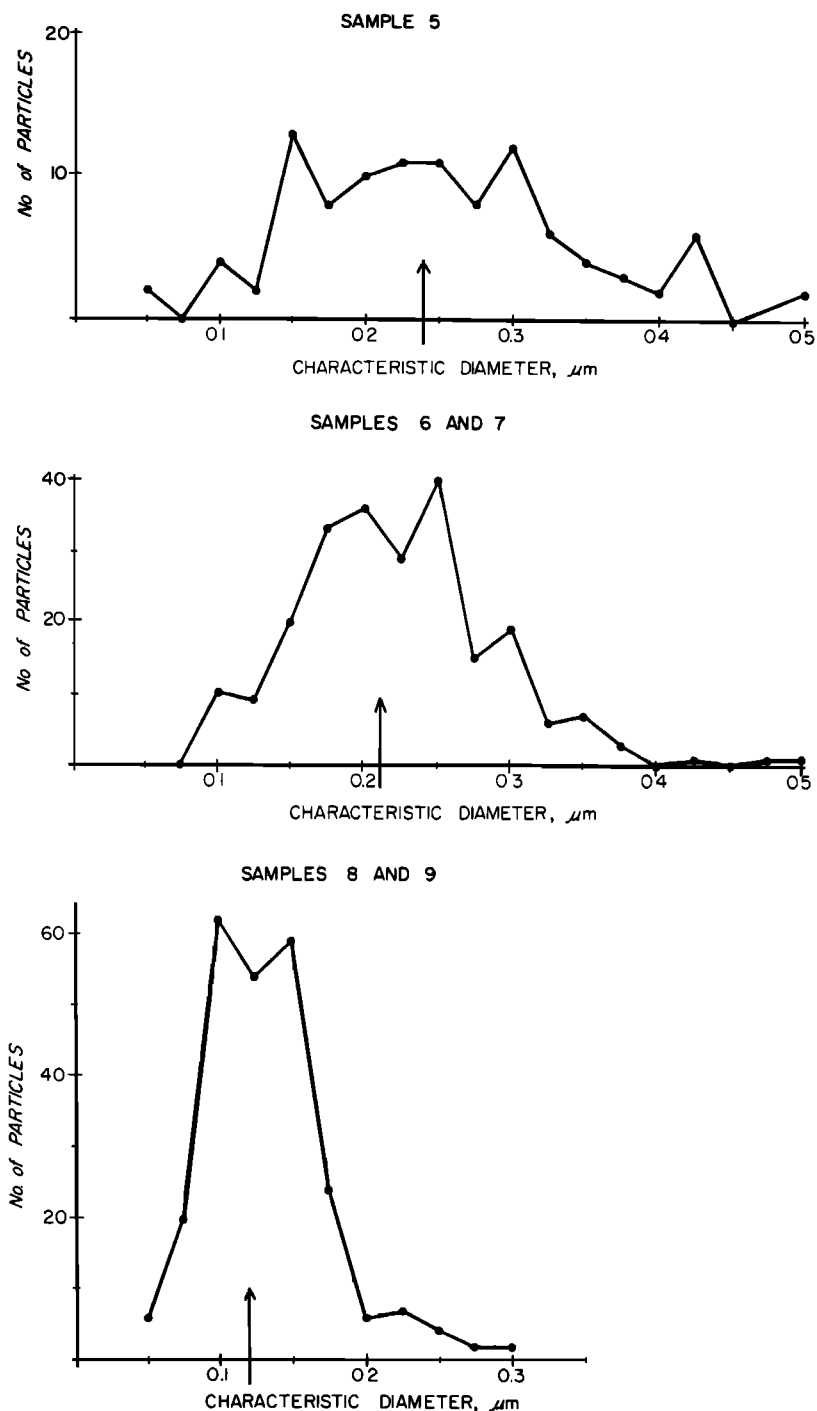 SAMPLE 5
20
10
No of PARTICLES
01 02 03 04 05
CHARACTERISTIC DIAMETER, μm
SAMPLES 6 AND 7
40
20
No of PARTICLES
01 02 03 04 05
CHARACTERISTIC DIAMETER, μm
SAMPLES 8 AND 9
60
40
20
No. of PARTICLES
0.1 02 0.3
CHARACTERISTIC DIAMETER, μm